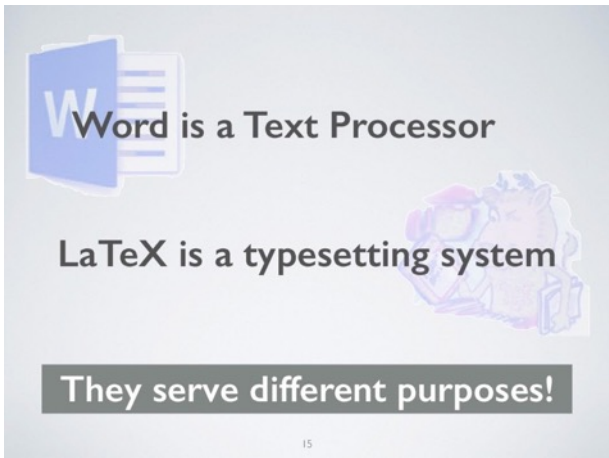 Word is a Text Processor
LaTeX is a typesetting system
They serve different purposes!
15